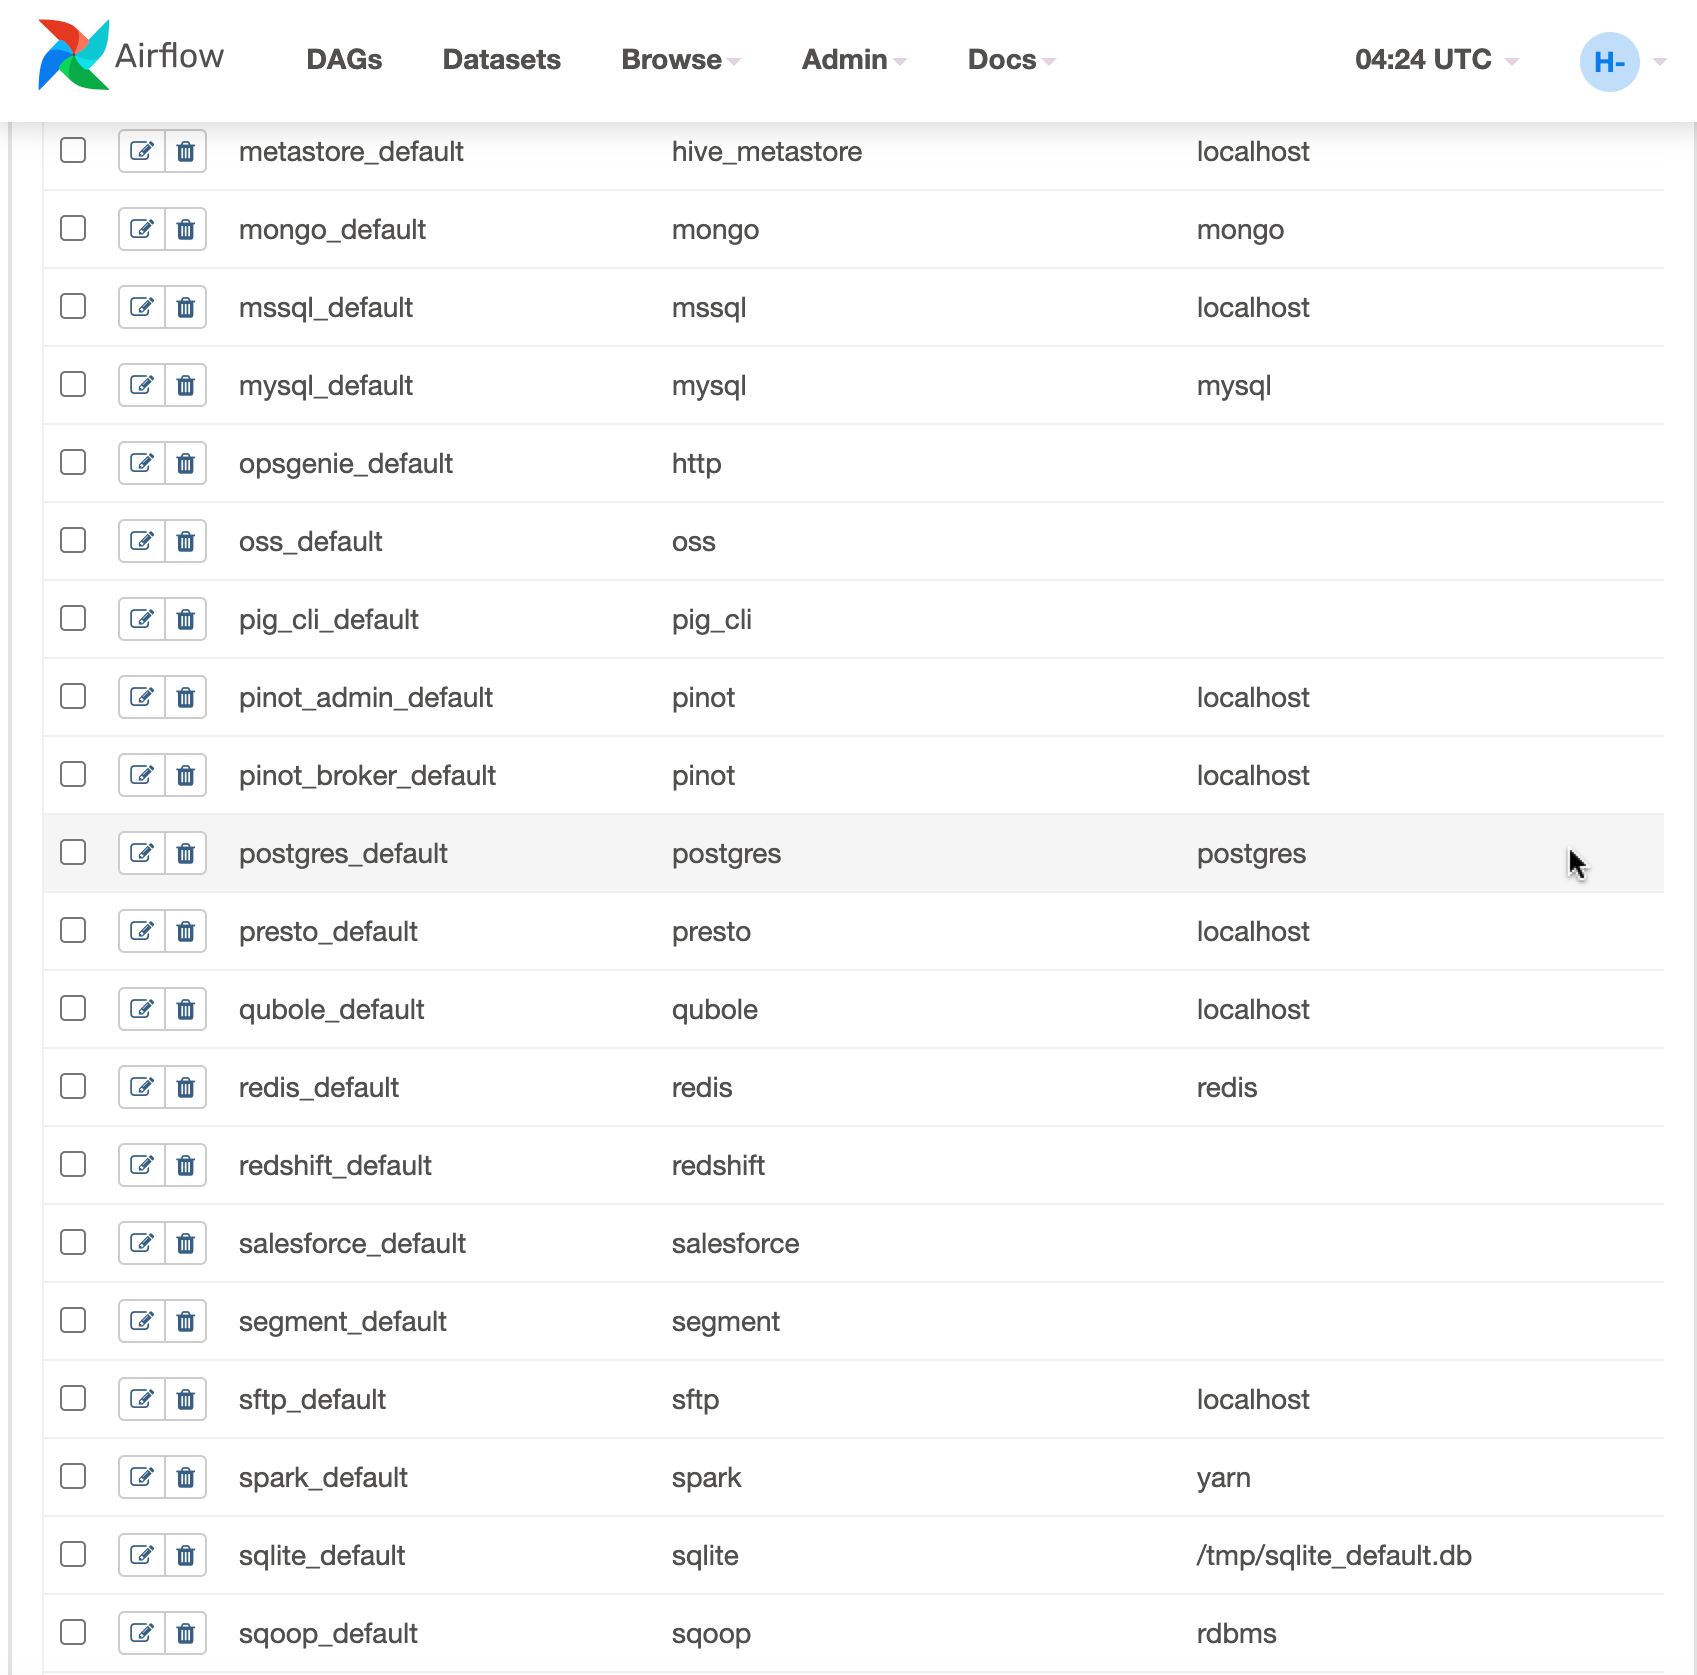 Airflow DAGs Datasets Browse Admin Docs 04:24 UTC H-
metastore_default hive_metastore localhost
mongo_default mongo mongo
mssql_default mssql localhost
mysql_default mysql mysql
opsgenie_default http
oss_default oss
pig_cli_default pig_cli
pinot_admin_default pinot localhost
pinot_broker_default pinot localhost
postgres_default postgres postgres
presto_default presto localhost
qubole_default qubole localhost
redis_default redis redis
redshift_default redshift
salesforce_default salesforce
segment_default segment
sftp_default sftp localhost
spark_default spark yarn
sqlite_default sqlite /tmp/sqlite_default.db
sqoop_default sqoop rdbms